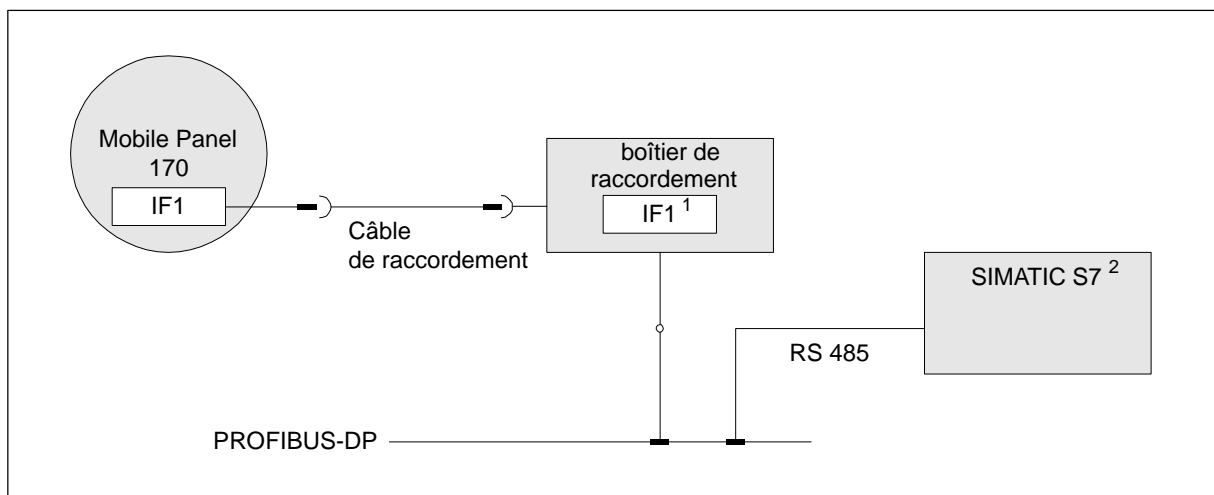 Mobile Panel
170
IF1
Câble
de raccordement
boîtier de
raccordement
IF1 1
SIMATIC S7 2
RS 485
PROFIBUS-DP